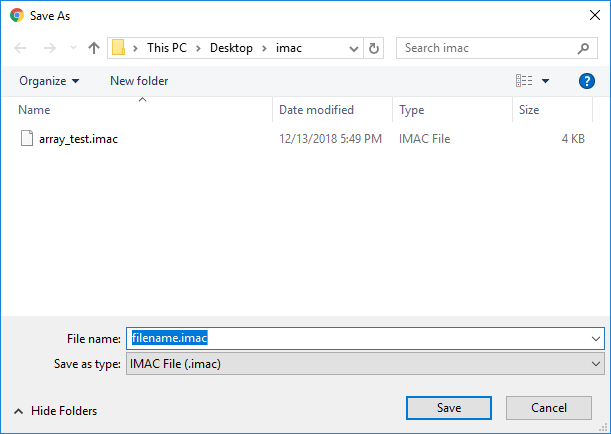 Save As
This PC Desktop imac Search imac
Organize New folder ?
Name Date modified Type Size
array_test.imac 12/13/2018 5:49 PM IMAC File 4 KB
File name: filename.imac
Save as type: IMAC File (.imac)
Hide Folders Save Cancel